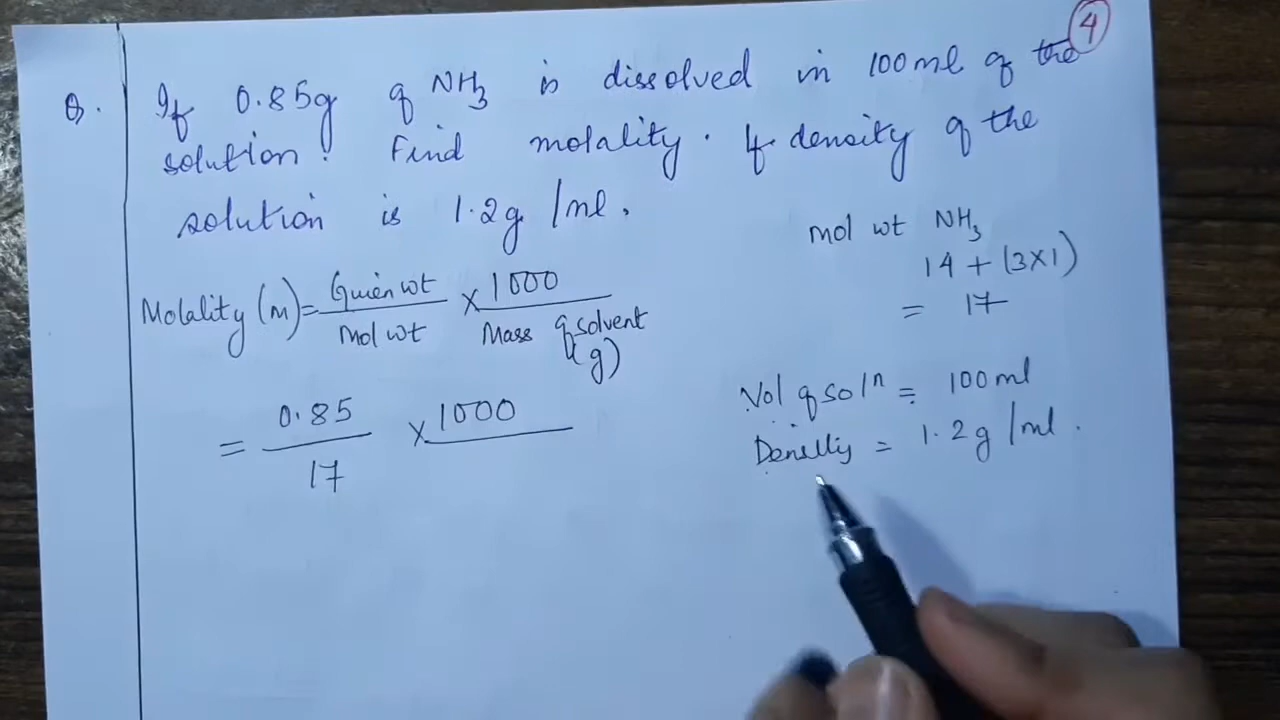 4
Q. If 0.85g of NH3 is dissolved in 100ml of the
solution. Find molality. If density of the
solution is 1.2g /ml.
mol wt NH3
14 + (3x1)
= 17
Molality (m) = Given wt / Mol wt x 1000 / Mass of solvent (g)
= 0.85 / 17 x 1000
Vol of solⁿ = 100ml
Density = 1.2g /ml.